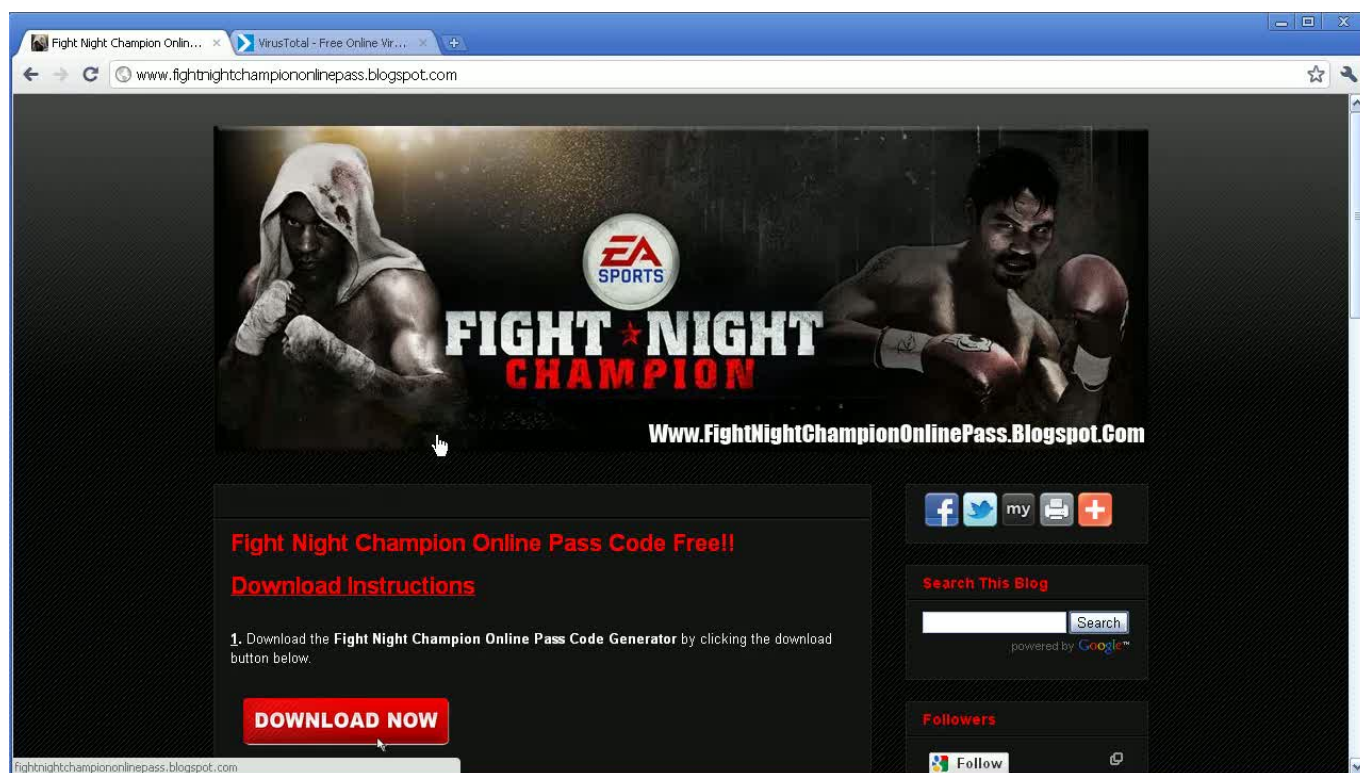 Fight Night Champion Onlin...
VirusTotal - Free Online Vir...
www.fightnightchampiononlinepass.blogspot.com
EA
SPORTS
FIGHT NIGHT
CHAMPION
Www.FightNightChampionOnlinePass.Blogspot.Com
Fight Night Champion Online Pass Code Free!!
Download Instructions
1. Download the Fight Night Champion Online Pass Code Generator by clicking the download
button below.
DOWNLOAD NOW
my
Search This Blog
Search
powered by Google™
Followers
Follow
fightnightchampiononlinepass.blogspot.com